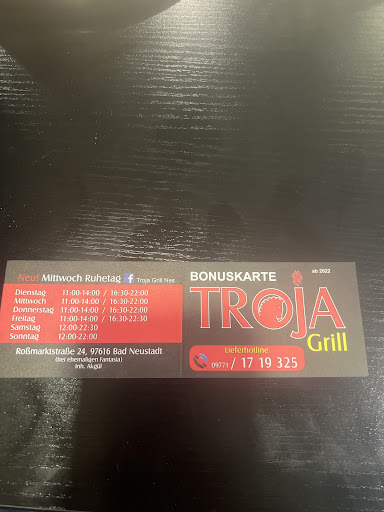 Neu! Mittwoch Ruhetag f Troja Grill Nes
Dienstag 11:00-14:00 / 16:30-22:00
Mittwoch 11:00-14:00 / 16:30-22:00
Donnerstag 11:00-14:00 / 16:30-22:00
Freitag 11:00-14:00 / 16:30-22:30
Samstag 12:00-22:30
Sonntag 12:00-22:00
Roßmarktstraße 24, 97616 Bad Neustadt
(bei ehemaligen Fantasia)
Inh. Akgül
BONUSKARTE ab 2022
TROJA
Grill
Lieferhotline
09771 / 17 19 325